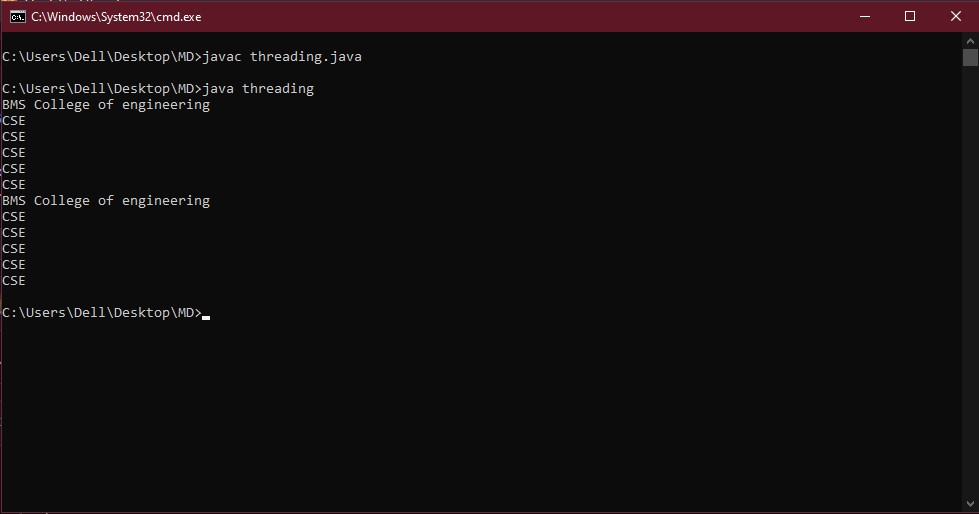 C:\Windows\System32\cmd.exe
C:\Users\Dell\Desktop\MD>javac threading.java
C:\Users\Dell\Desktop\MD>java threading
BMS College of engineering
CSE
CSE
CSE
CSE
CSE
BMS College of engineering
CSE
CSE
CSE
CSE
CSE
C:\Users\Dell\Desktop\MD>